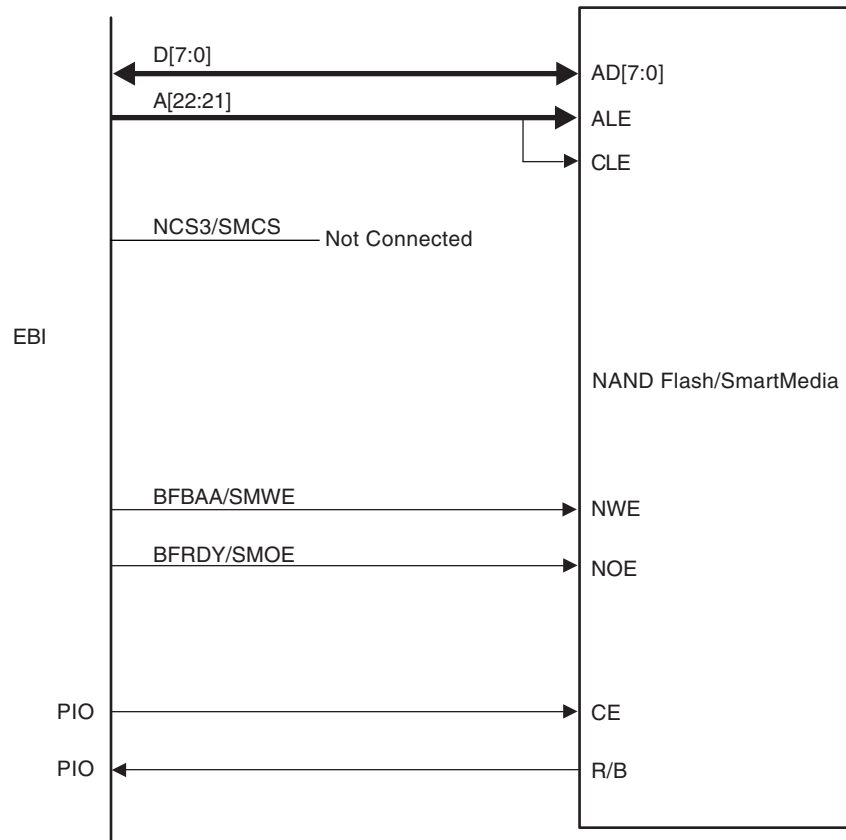 D[7:0]
AD[7:0]
A[22:21]
ALE
CLE
NCS3/SMCS
Not Connected
EBI
NAND Flash/SmartMedia
BFBAA/SMWE
NWE
BFRDY/SMOE
NOE
PIO
CE
PIO
R/B